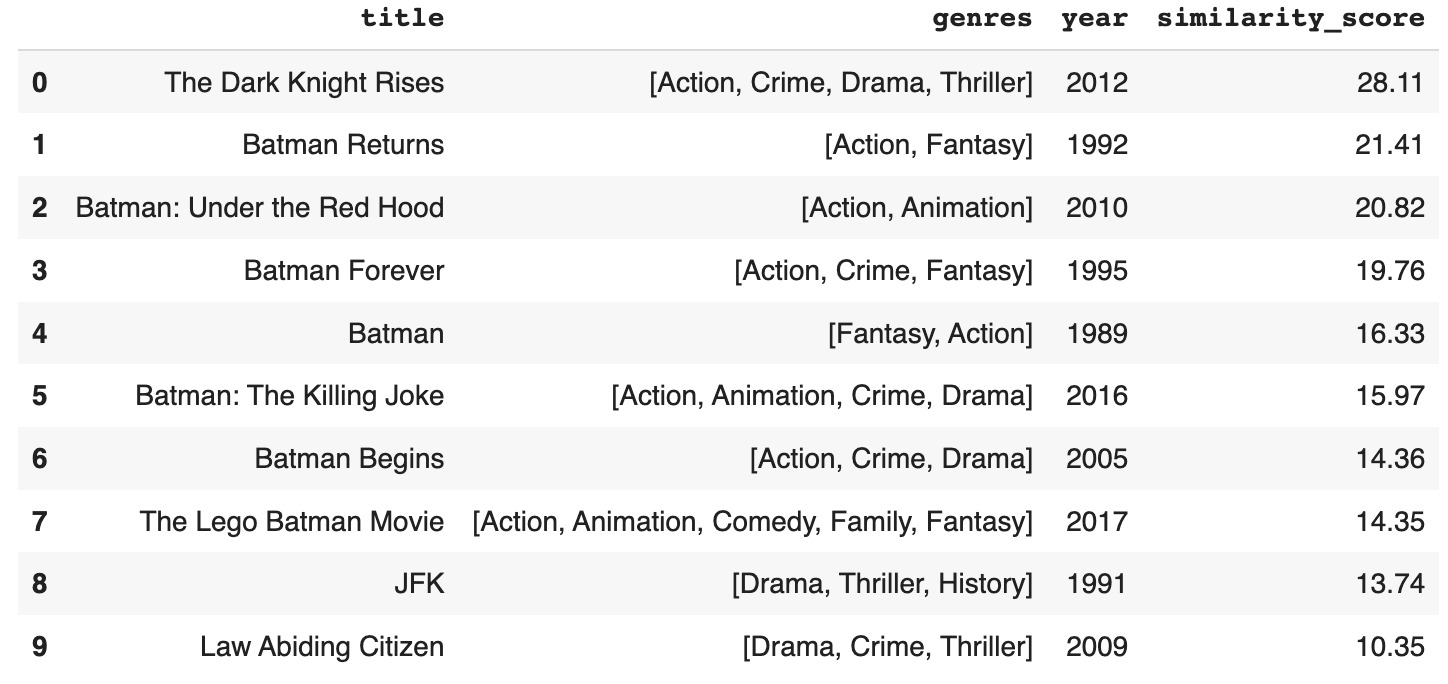 title genres year similarity_score
0 The Dark Knight Rises [Action, Crime, Drama, Thriller] 2012 28.11
1 Batman Returns [Action, Fantasy] 1992 21.41
2 Batman: Under the Red Hood [Action, Animation] 2010 20.82
3 Batman Forever [Action, Crime, Fantasy] 1995 19.76
4 Batman [Fantasy, Action] 1989 16.33
5 Batman: The Killing Joke [Action, Animation, Crime, Drama] 2016 15.97
6 Batman Begins [Action, Crime, Drama] 2005 14.36
7 The Lego Batman Movie [Action, Animation, Comedy, Family, Fantasy] 2017 14.35
8 JFK [Drama, Thriller, History] 1991 13.74
9 Law Abiding Citizen [Drama, Crime, Thriller] 2009 10.35